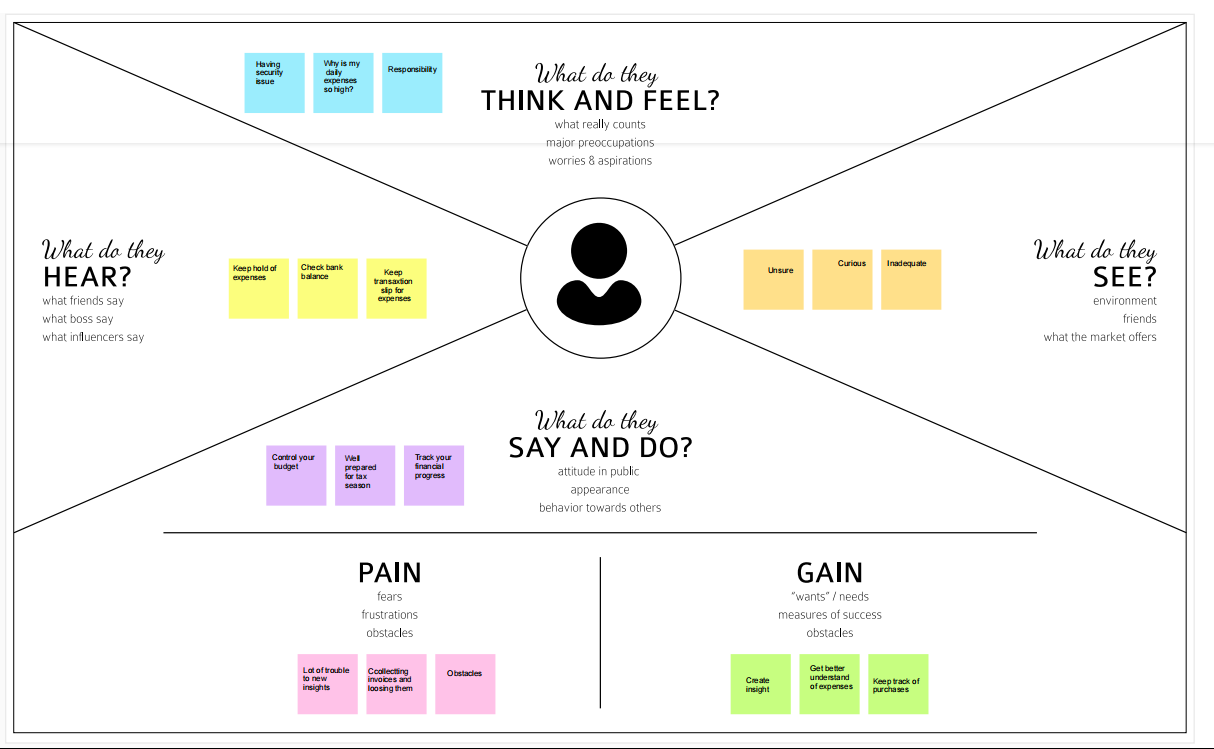 Having
security
issue
Why is my
daily
expenses
so high?
Responsibility
What do they
THINK AND FEEL?
what really counts
major preoccupations
worries & aspirations
What do they
HEAR?
what friends say
what boss say
what influencers say
Keep hold of
expenses
Check bank
balance
Keep
transaxtion
slip for
expenses
Unsure
Curious
Inadequate
What do they
SEE?
environment
friends
what the market offers
What do they
SAY AND DO?
attitude in public
appearance
behavior towards others
Control your
budget
Well
prepared
for tax
season
Track your
financial
progress
PAIN
fears
frustrations
obstacles
Lot of trouble
to new
insights
Ccollectting
invoices and
loosing them
Obstacles
GAIN
"wants" / needs
measures of success
obstacles
Create
insight
Get better
understand
of expenses
Keep track of
purchases